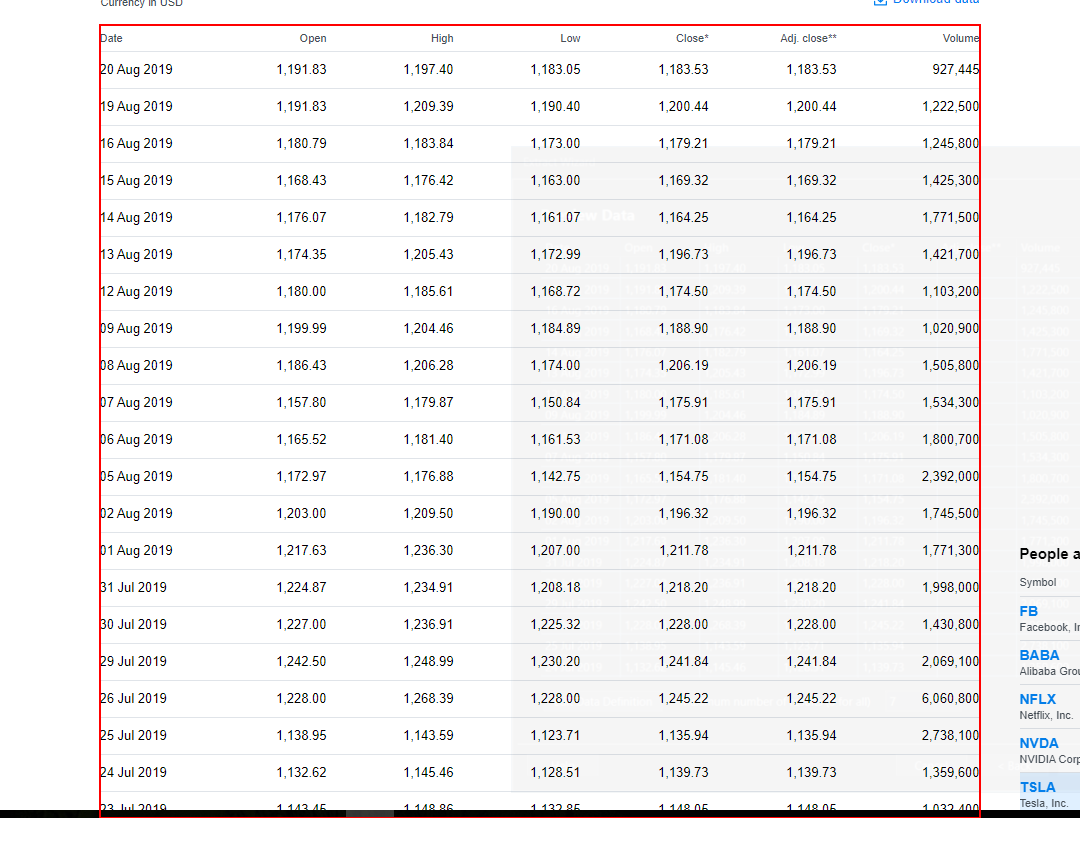 Currency in USD Download data
Date Open High Low Close* Adj. close** Volume
20 Aug 2019 1,191.83 1,197.40 1,183.05 1,183.53 1,183.53 927,445
19 Aug 2019 1,191.83 1,209.39 1,190.40 1,200.44 1,200.44 1,222,500
16 Aug 2019 1,180.79 1,183.84 1,173.00 1,179.21 1,179.21 1,245,800
15 Aug 2019 1,168.43 1,176.42 1,163.00 1,169.32 1,169.32 1,425,300
14 Aug 2019 1,176.07 1,182.79 1,161.07 1,164.25 1,164.25 1,771,500
13 Aug 2019 1,174.35 1,205.43 1,172.99 1,196.73 1,196.73 1,421,700
12 Aug 2019 1,180.00 1,185.61 1,168.72 1,174.50 1,174.50 1,103,200
09 Aug 2019 1,199.99 1,204.46 1,184.89 1,188.90 1,188.90 1,020,900
08 Aug 2019 1,186.43 1,206.28 1,174.00 1,206.19 1,206.19 1,505,800
07 Aug 2019 1,157.80 1,179.87 1,150.84 1,175.91 1,175.91 1,534,300
06 Aug 2019 1,165.52 1,181.40 1,161.53 1,171.08 1,171.08 1,800,700
05 Aug 2019 1,172.97 1,176.88 1,142.75 1,154.75 1,154.75 2,392,000
02 Aug 2019 1,203.00 1,209.50 1,190.00 1,196.32 1,196.32 1,745,500
01 Aug 2019 1,217.63 1,236.30 1,207.00 1,211.78 1,211.78 1,771,300
31 Jul 2019 1,224.87 1,234.91 1,208.18 1,218.20 1,218.20 1,998,000
30 Jul 2019 1,227.00 1,236.91 1,225.32 1,228.00 1,228.00 1,430,800
29 Jul 2019 1,242.50 1,248.99 1,230.20 1,241.84 1,241.84 2,069,100
26 Jul 2019 1,228.00 1,268.39 1,228.00 1,245.22 1,245.22 6,060,800
25 Jul 2019 1,138.95 1,143.59 1,123.71 1,135.94 1,135.94 2,738,100
24 Jul 2019 1,132.62 1,145.46 1,128.51 1,139.73 1,139.73 1,359,600
23 Jul 2019 1,143.45 1,148.86 1,132.85 1,148.05 1,148.05 1,032,400
People a
Symbol
FB
Facebook, In
BABA
Alibaba Grou
NFLX
Netflix, Inc.
NVDA
NVIDIA Corp
TSLA
Tesla, Inc.